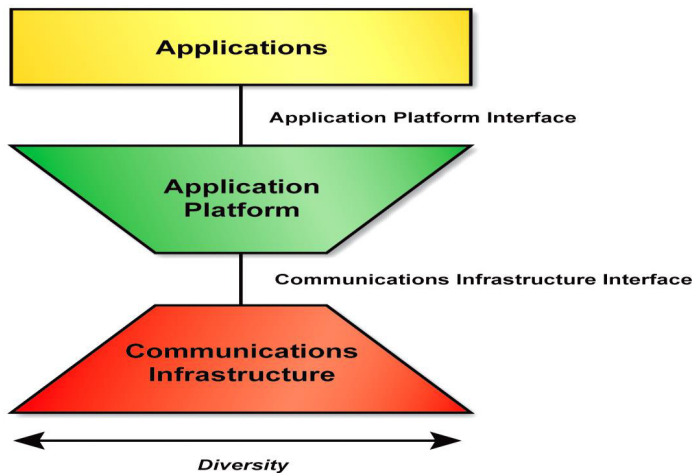 Applications
Application Platform Interface
Application
Platform
Communications Infrastructure Interface
Communications
Infrastructure
Diversity